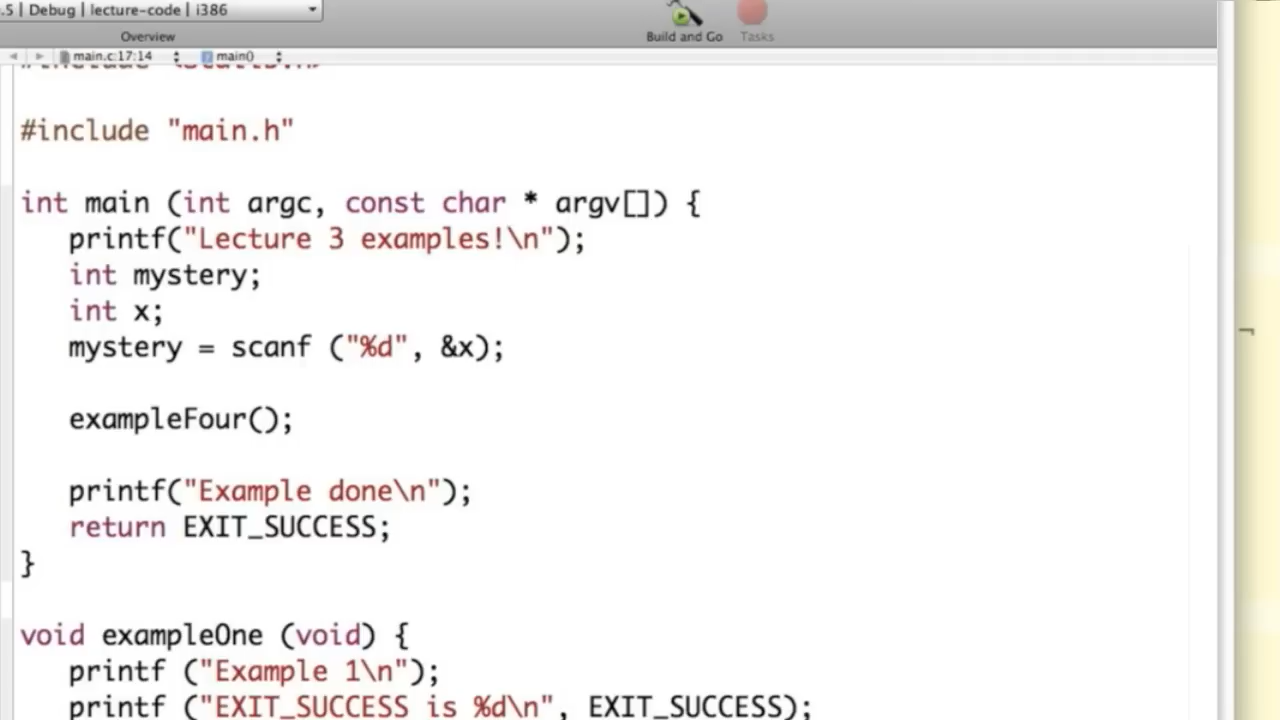 .5 | Debug | lecture-code | i386
Overview
Build and Go
Tasks
main.c:17:14
main()
#include "main.h"
int main (int argc, const char * argv[]) {
printf("Lecture 3 examples!\n");
int mystery;
int x;
mystery = scanf ("%d", &x);
exampleFour();
printf("Example done\n");
return EXIT_SUCCESS;
}
void exampleOne (void) {
printf ("Example 1\n");
printf ("EXIT_SUCCESS is %d\n", EXIT_SUCCESS);